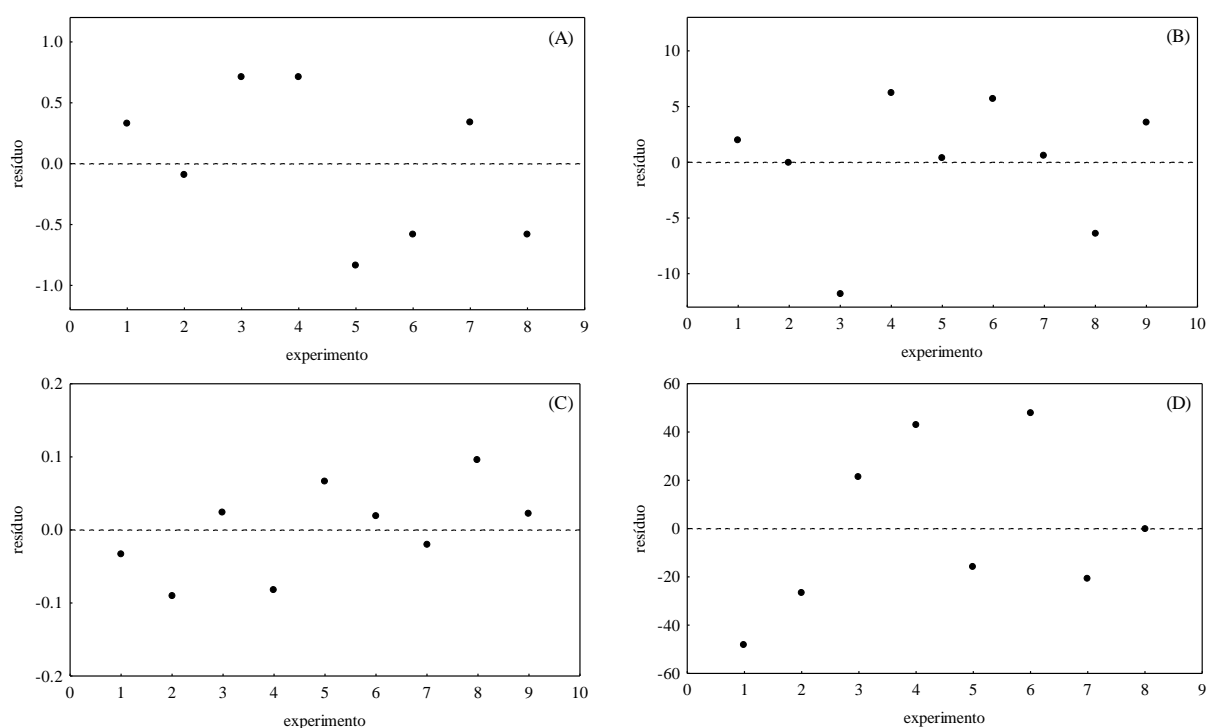 (A)
1.0
0.5
0.0
-0.5
-1.0
resíduo
0 1 2 3 4 5 6 7 8 9
experimento
(B)
10
5
0
-5
-10
resíduo
0 1 2 3 4 5 6 7 8 9 10
experimento
(C)
0.2
0.1
0.0
-0.1
-0.2
resíduo
0 1 2 3 4 5 6 7 8 9 10
experimento
(D)
60
40
20
0
-20
-40
-60
resíduo
0 1 2 3 4 5 6 7 8 9
experimento